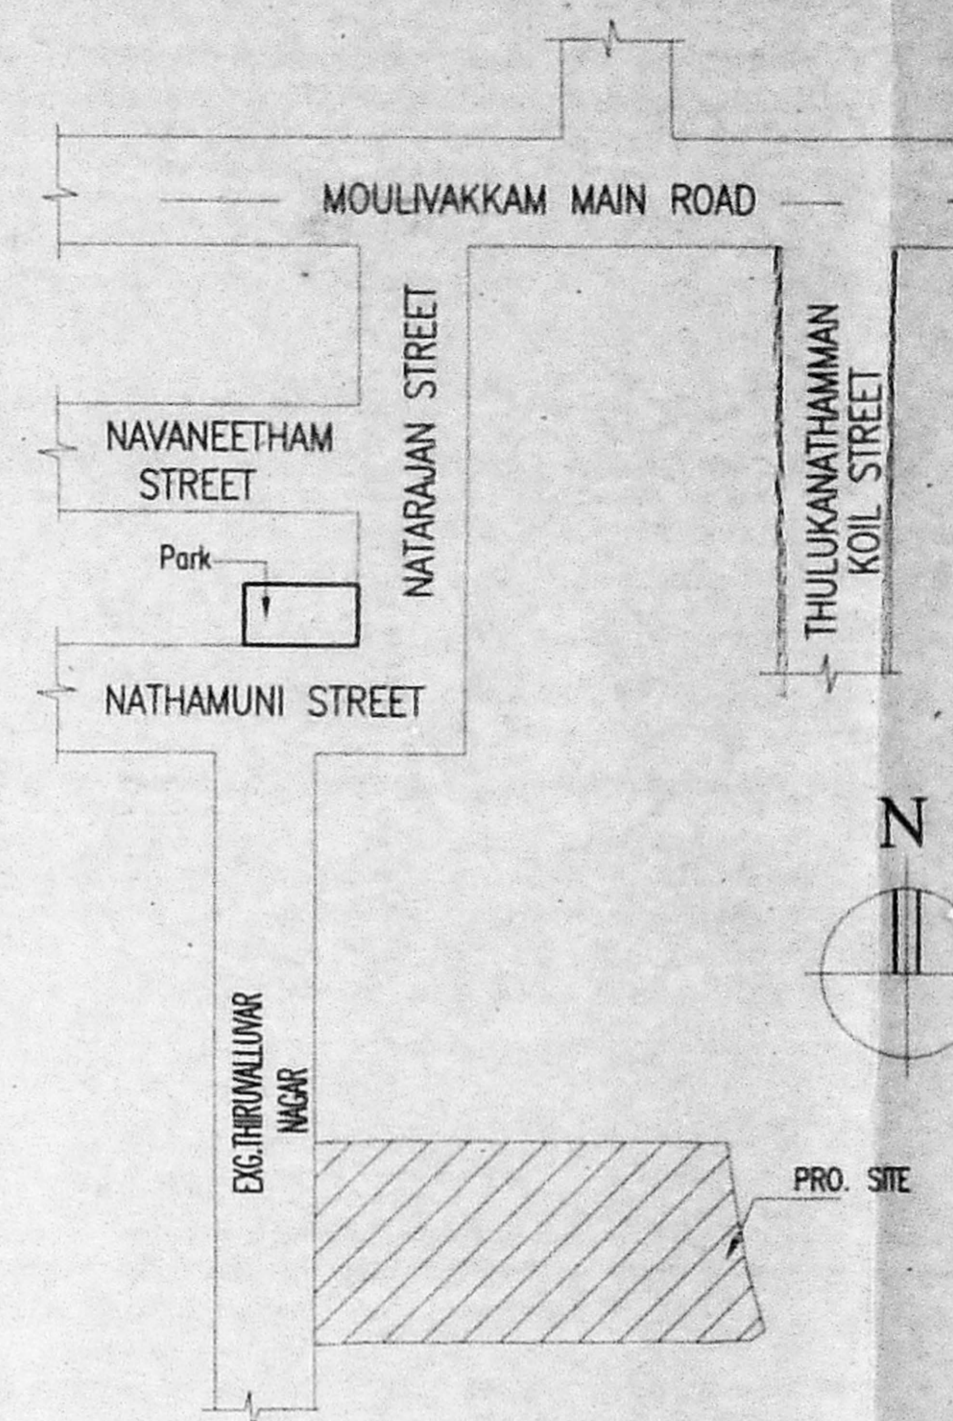 MOULIVAKKAM MAIN ROAD
NATARAJAN STREET
THULUKANATHAMMAN
KOIL STREET
NAVANEETHAM
STREET
Park
NATHAMUNI STREET
N
EXG.THIRUVALLUVAR
NAGAR
PRO. SITE